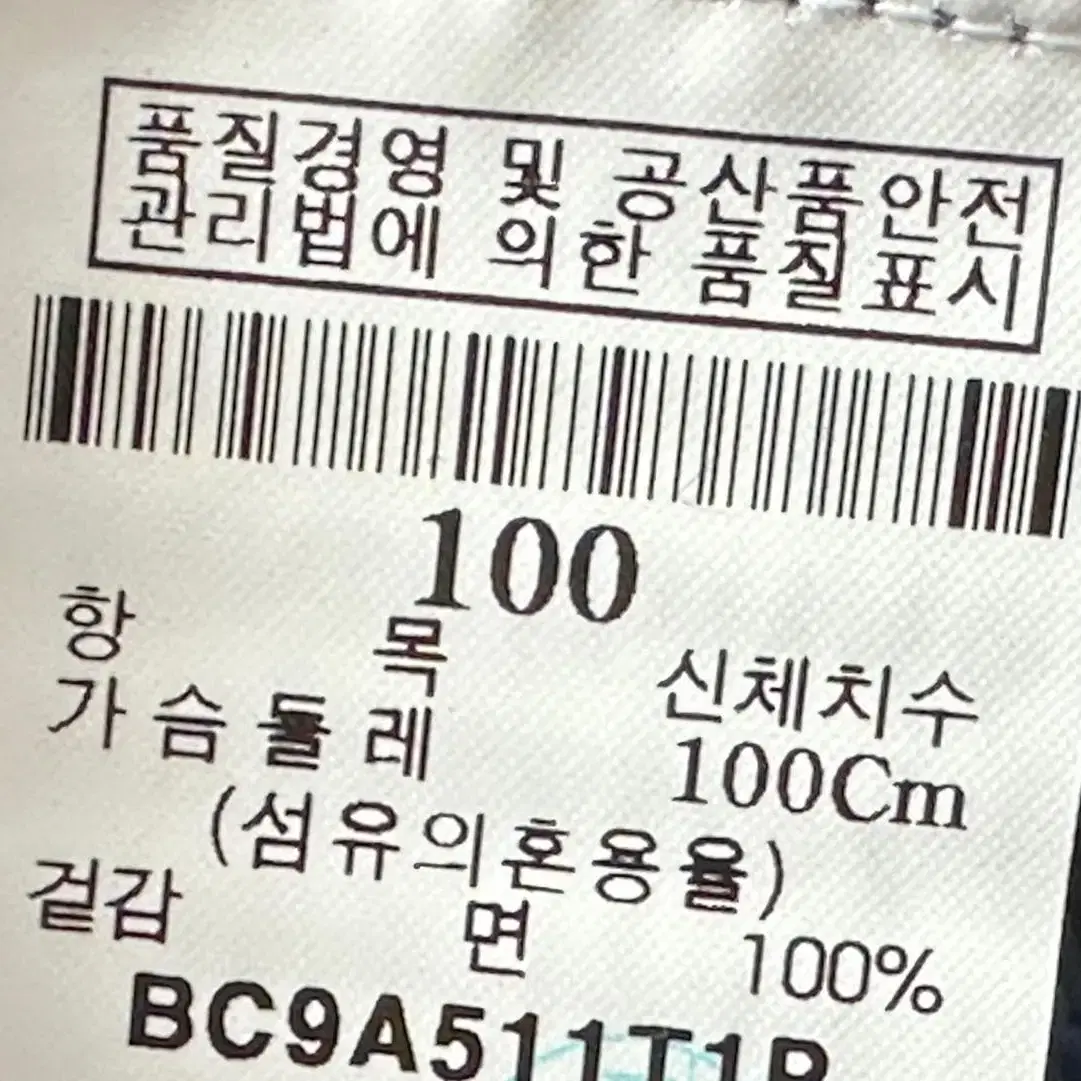 품질경영 및 공산품안전
관리법에 의한 품질표시
100
항 목 신체치수
가슴둘레 100Cm
(섬유의혼용율)
겉감 면 100%